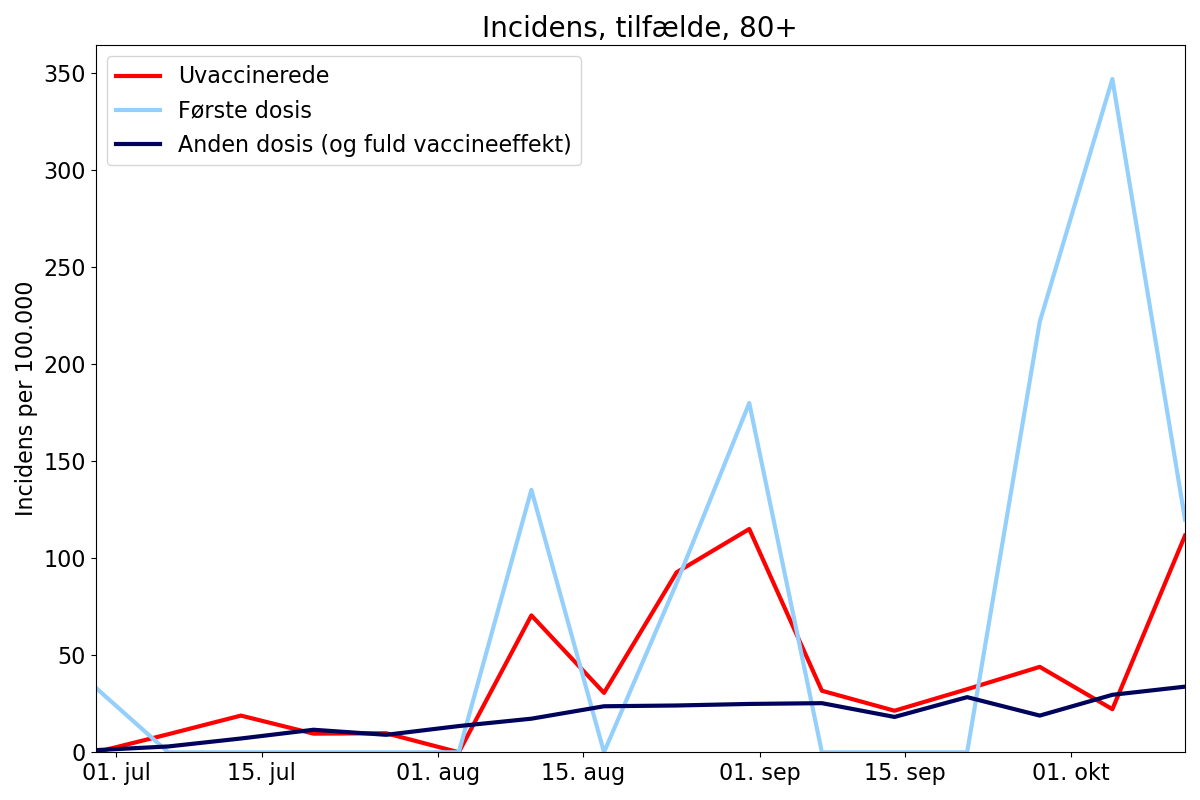 Incidens, tilfælde, 80+
Uvaccinerede
Første dosis
Anden dosis (og fuld vaccineeffekt)
Incidens per 100.000
350
300
250
200
150
100
50
0
01. jul
15. jul
01. aug
15. aug
01. sep
15. sep
01. okt